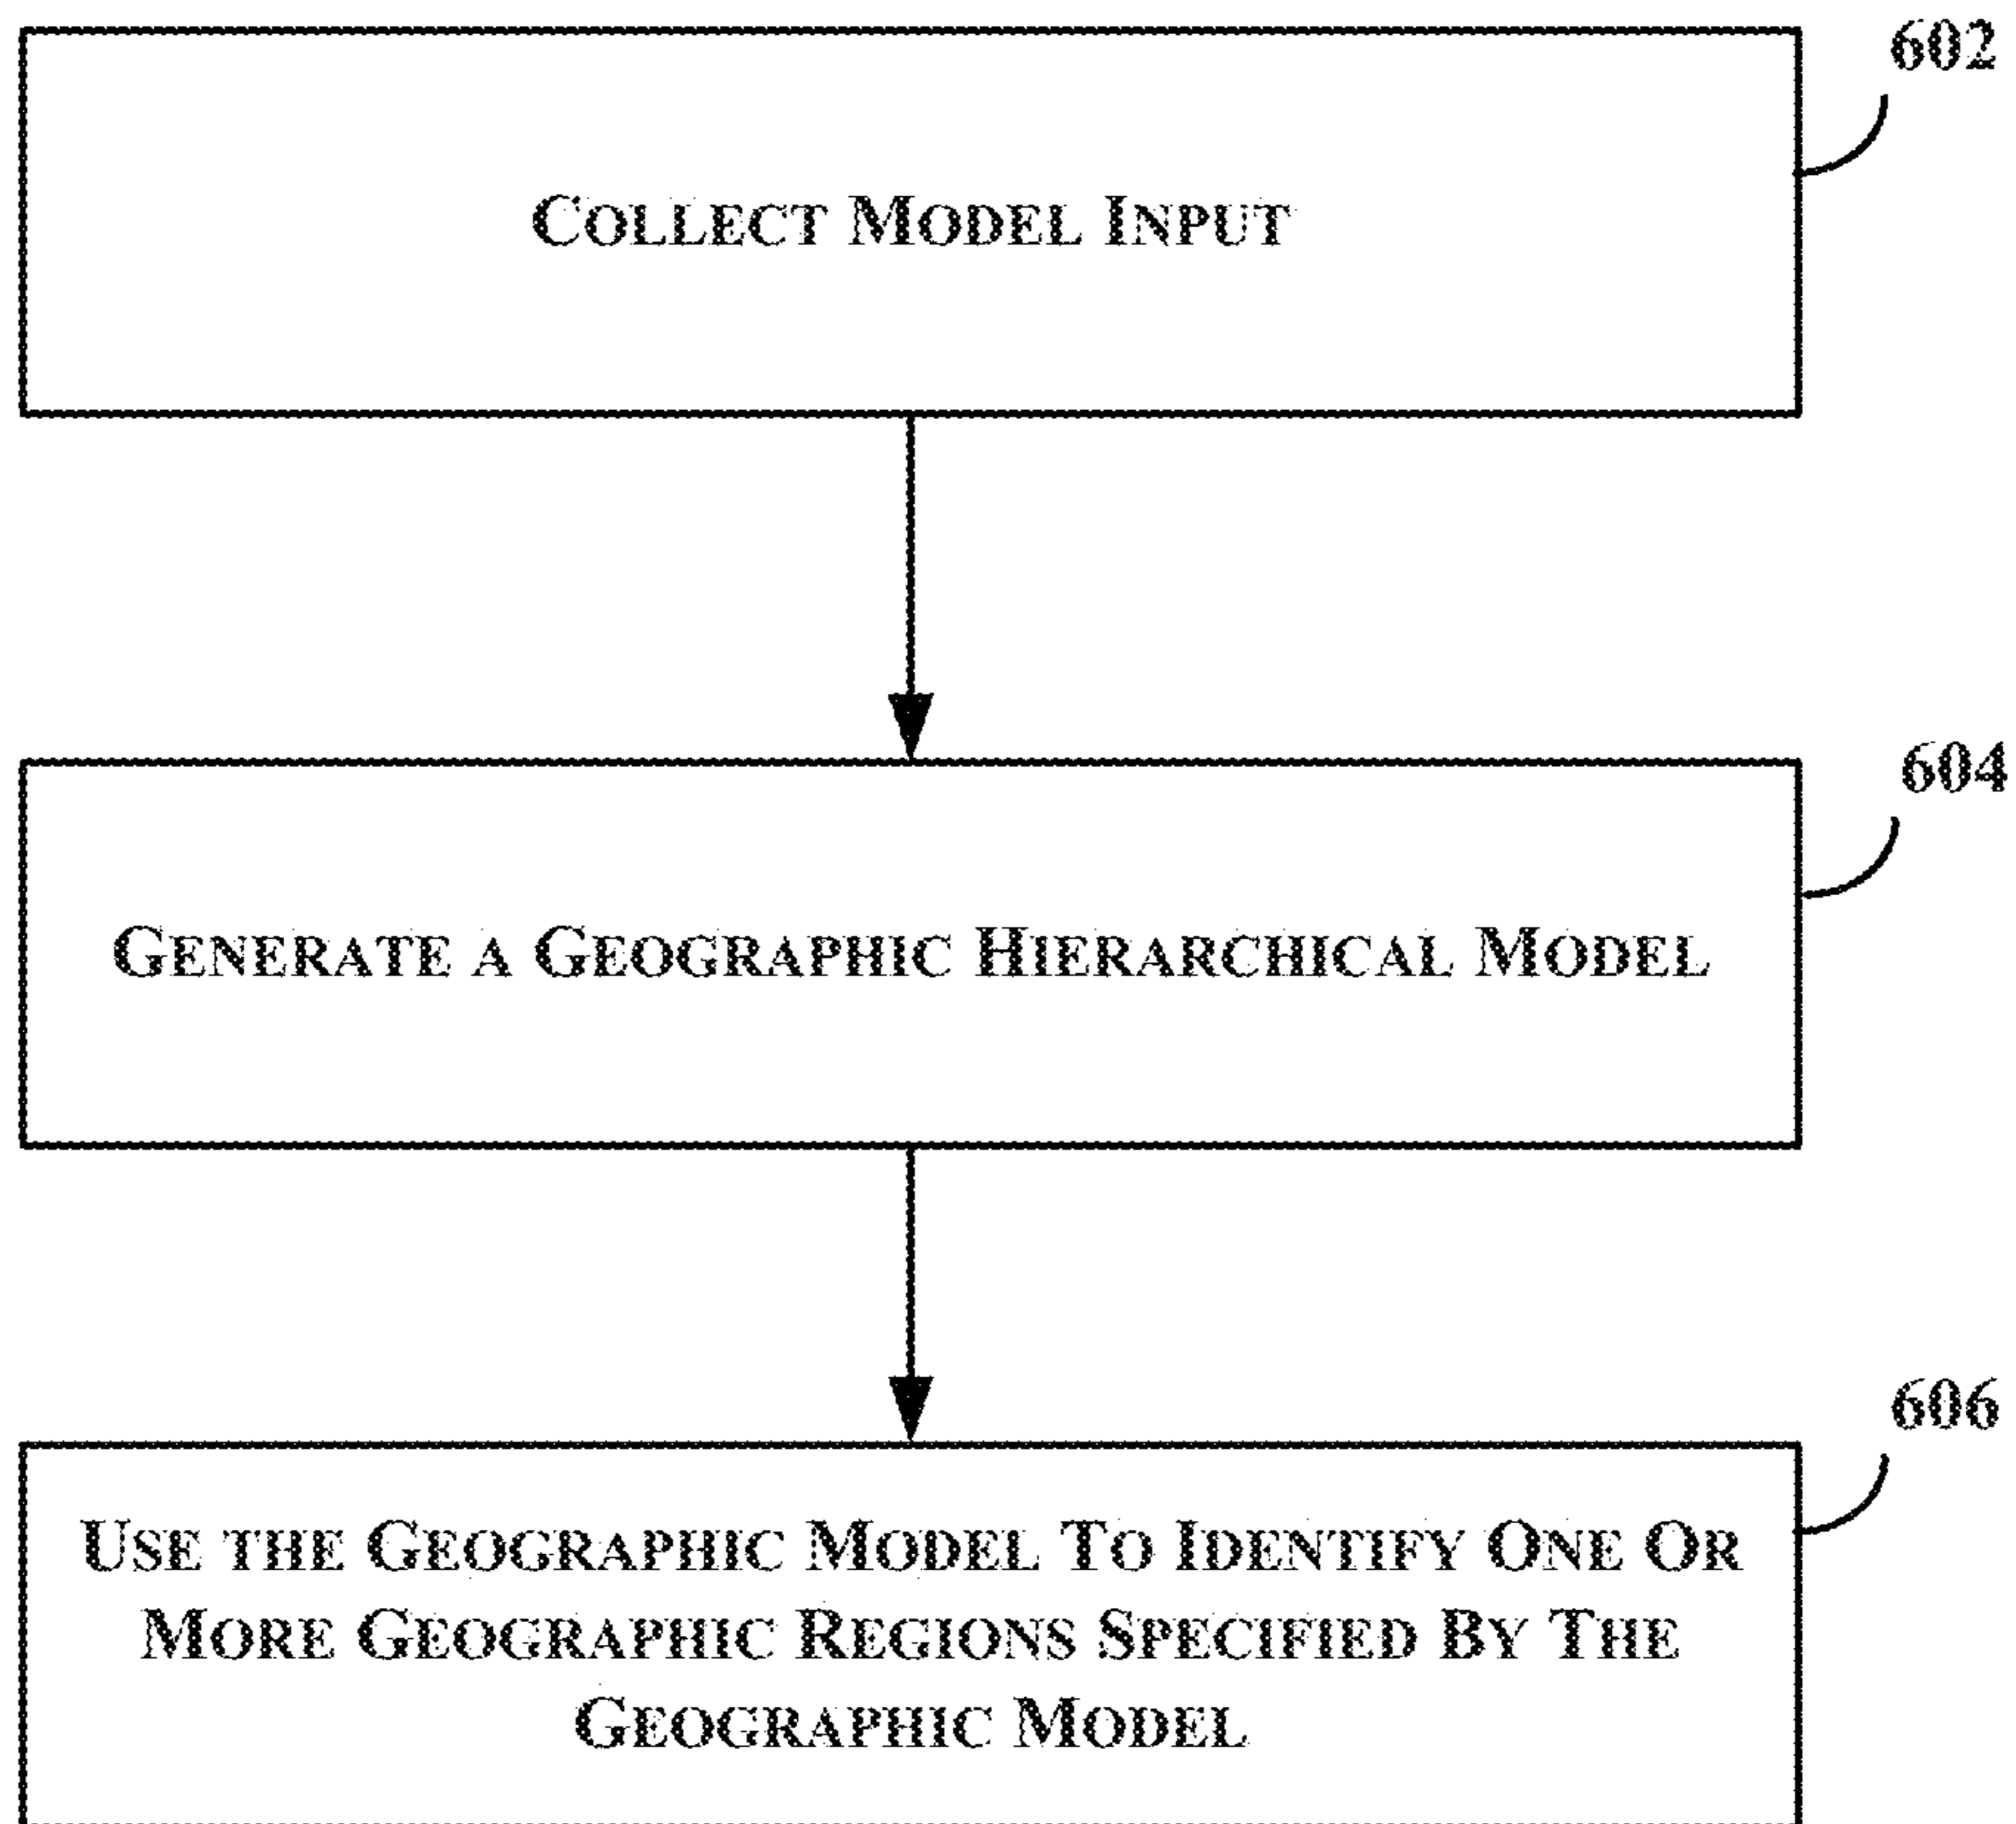 602
COLLECT MODEL INPUT
604
GENERATE A GEOGRAPHIC HIERARCHICAL MODEL
606
USE THE GEOGRAPHIC MODEL TO IDENTIFY ONE OR
MORE GEOGRAPHIC REGIONS SPECIFIED BY THE
GEOGRAPHIC MODEL